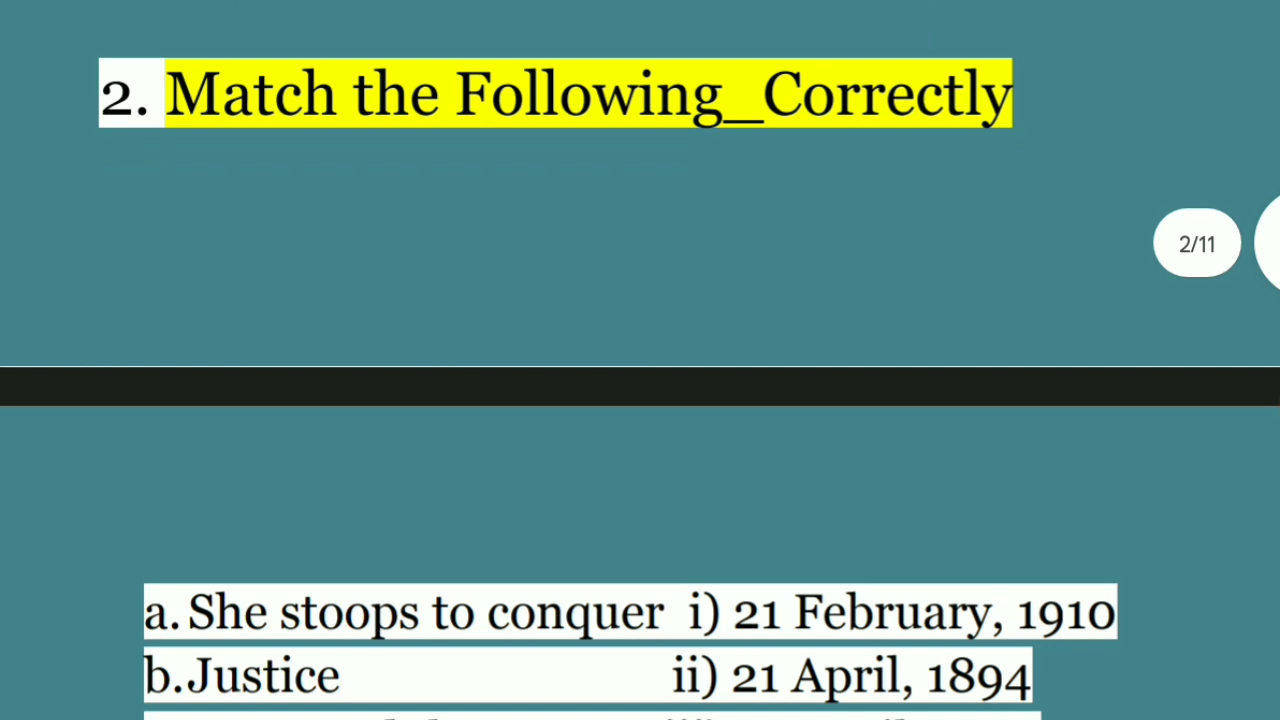 2. Match the Following_Correctly
2/11
a. She stoops to conquer i) 21 February, 1910
b. Justice ii) 21 April, 1894